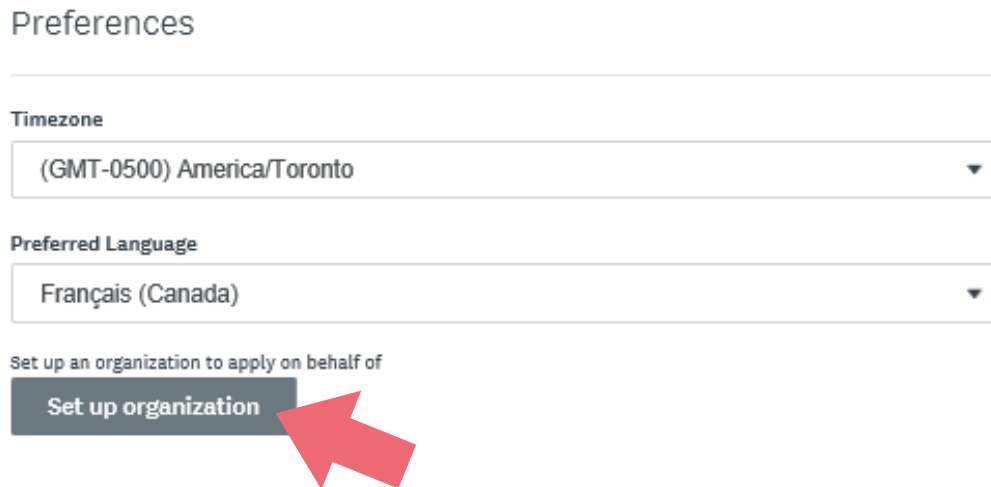 Preferences
Timezone
(GMT-0500) America/Toronto
Preferred Language
Français (Canada)
Set up an organization to apply on behalf of
Set up organization